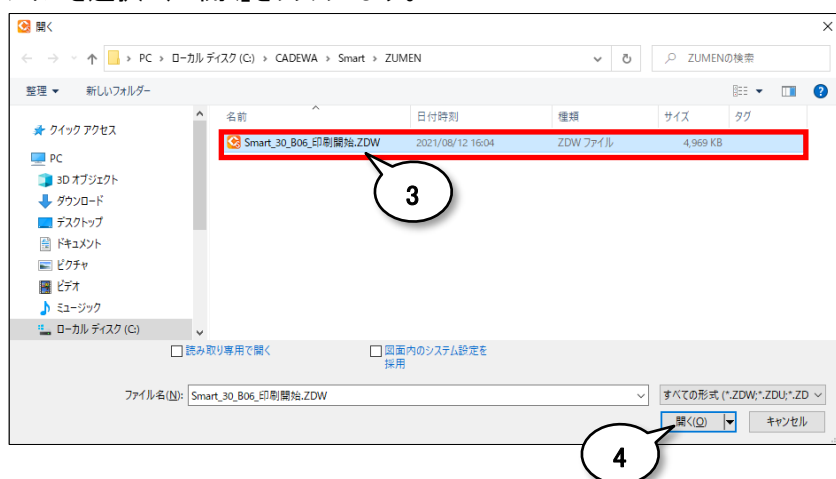 開く
PC › ローカル ディスク (C:) › CADEWA › Smart › ZUMEN
ZUMENの検索
整理 新しいフォルダー
名前 日付時刻 種類 サイズ タグ
Smart_30_B06_印刷開始.ZDW 2021/08/12 16:04 ZDW ファイル 4,969 KB
クイック アクセス
PC
3D オブジェクト
ダウンロード
デスクトップ
ドキュメント
ピクチャ
ビデオ
ミュージック
ローカル ディスク (C:)
3
読み取り専用で開く
図面内のシステム設定を
採用
ファイル名(N): Smart_30_B06_印刷開始.ZDW
すべての形式 (*.ZDW;*.ZDU;*.ZD
開く(O) キャンセル
4